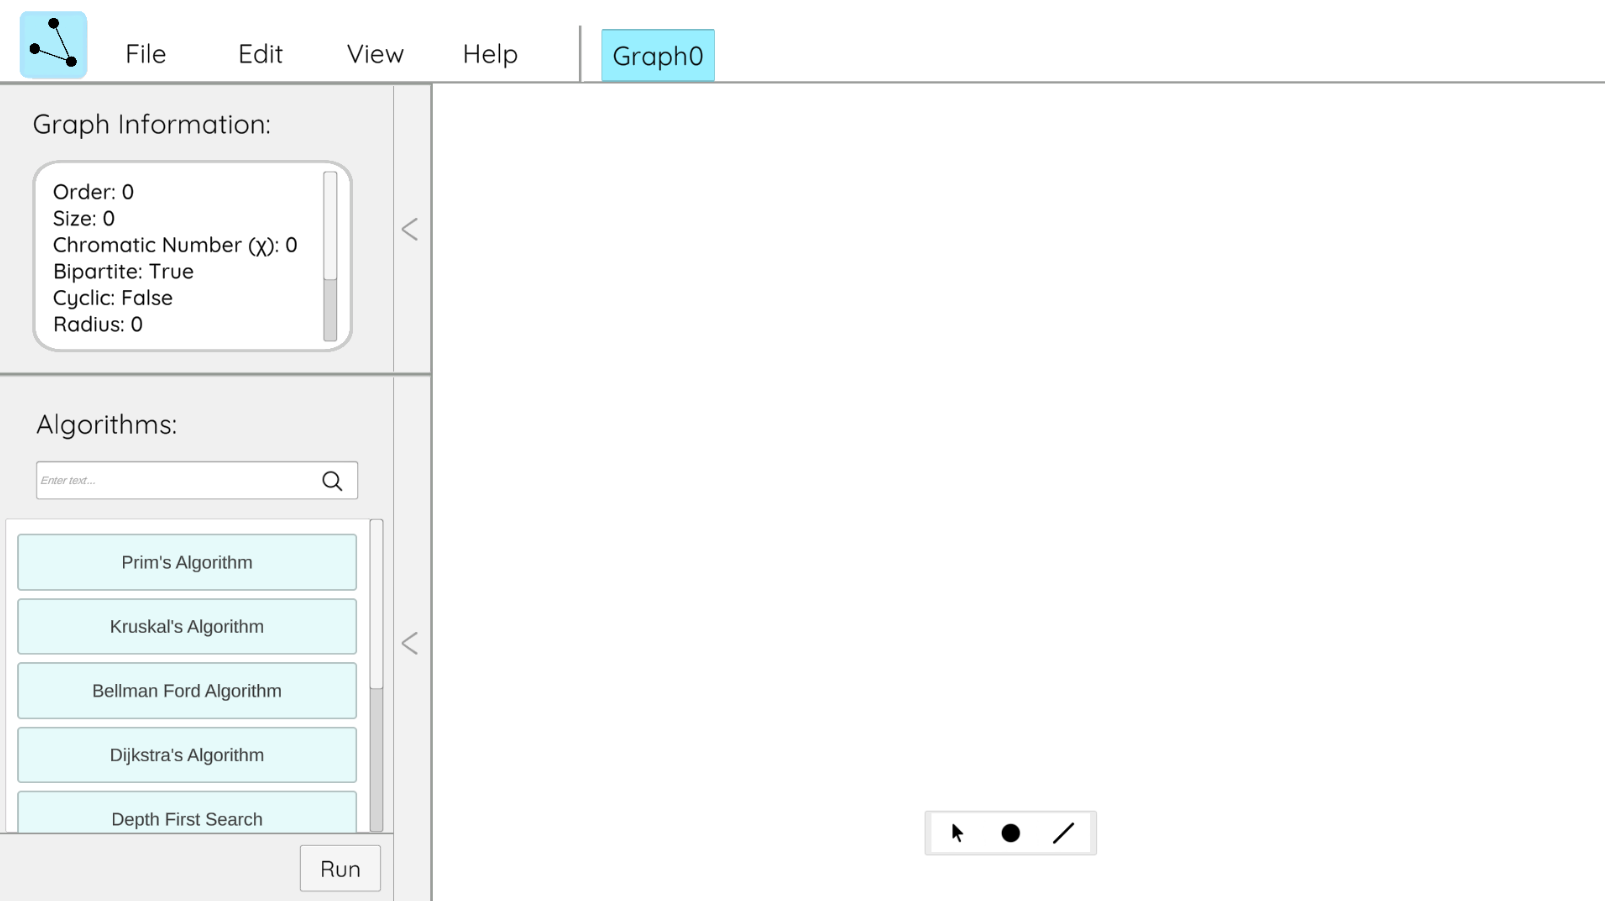 File Edit View Help Graph0
Graph Information:
Order: 0
Size: 0
Chromatic Number (χ): 0
Bipartite: True
Cyclic: False
Radius: 0
Algorithms:
Enter text...
Prim's Algorithm
Kruskal's Algorithm
Bellman Ford Algorithm
Dijkstra's Algorithm
Depth First Search
Run